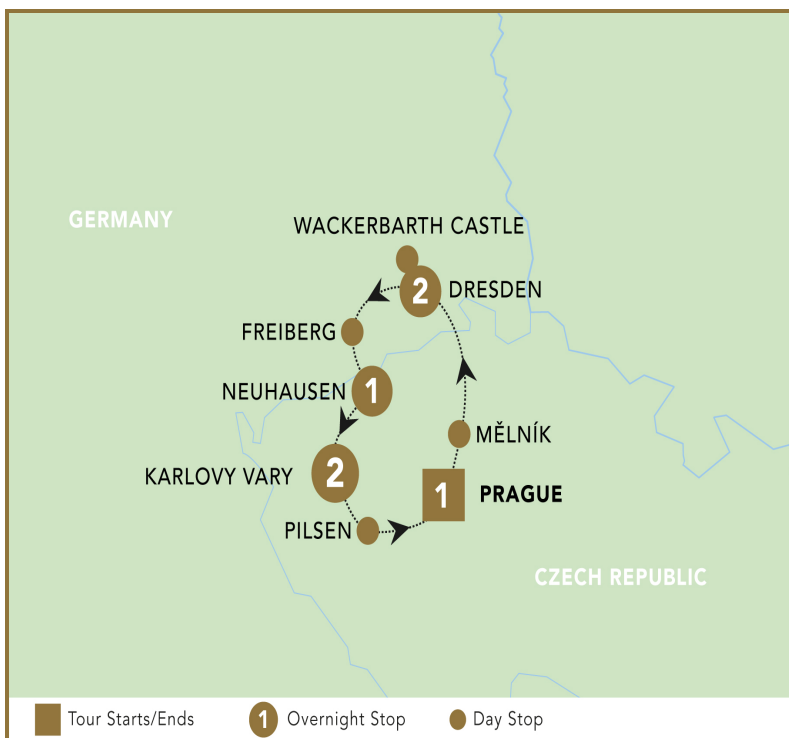 GERMANY
WACKERBARTH CASTLE
2 DRESDEN
FREIBERG
NEUHAUSEN 1
MĚLNÍK
KARLOVY VARY 2
1 PRAGUE
PILSEN
CZECH REPUBLIC
Tour Starts/Ends 1 Overnight Stop Day Stop